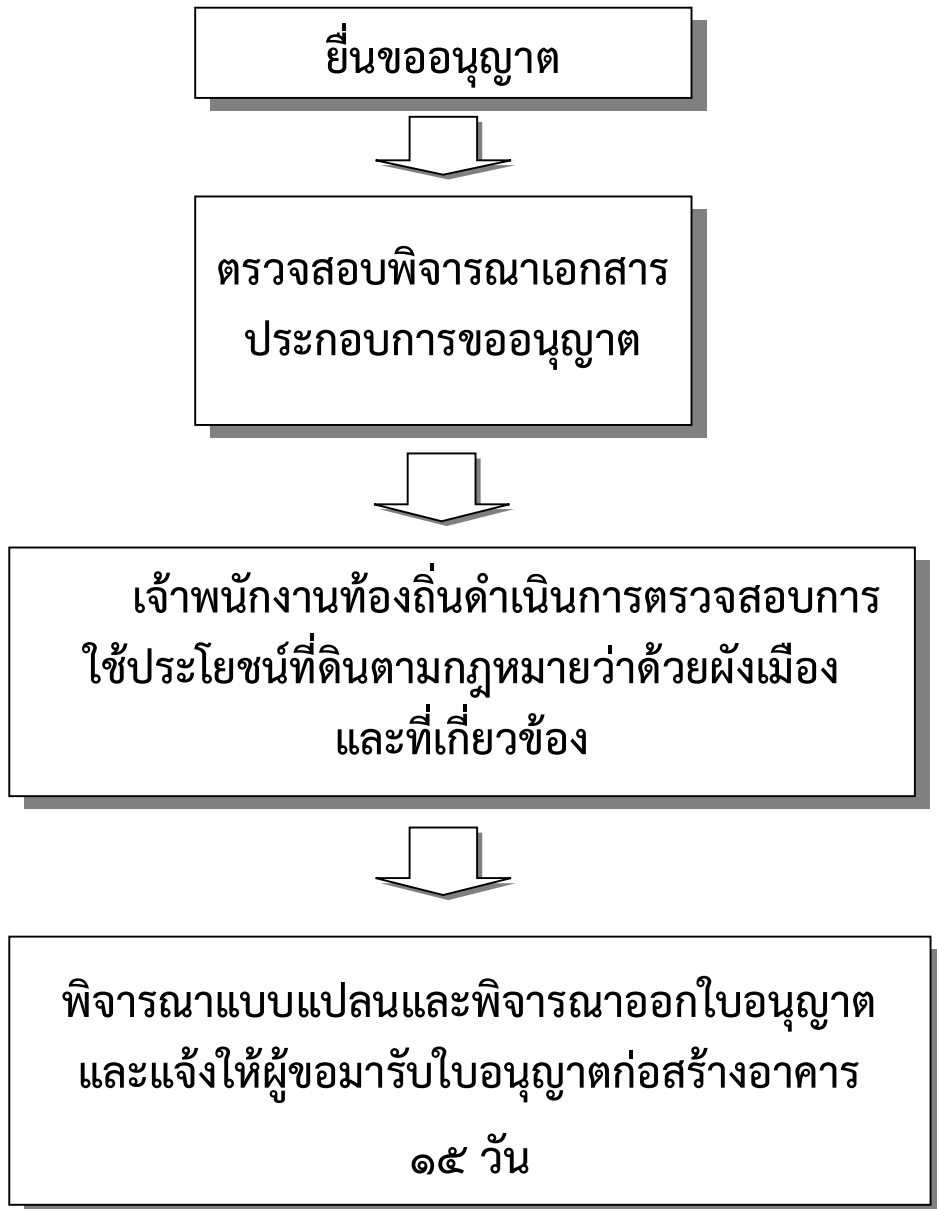 ยื่นขออนุญาต
ตรวจสอบพิจารณาเอกสาร
ประกอบการขออนุญาต
เจ้าพนักงานท้องถิ่นดำเนินการตรวจสอบการ
ใช้ประโยชน์ที่ดินตามกฎหมายว่าด้วยผังเมือง
และที่เกี่ยวข้อง
พิจารณาแบบแปลนและพิจารณาออกใบอนุญาต
และแจ้งให้ผู้ขอมารับใบอนุญาตก่อสร้างอาคาร
๑๕ วัน